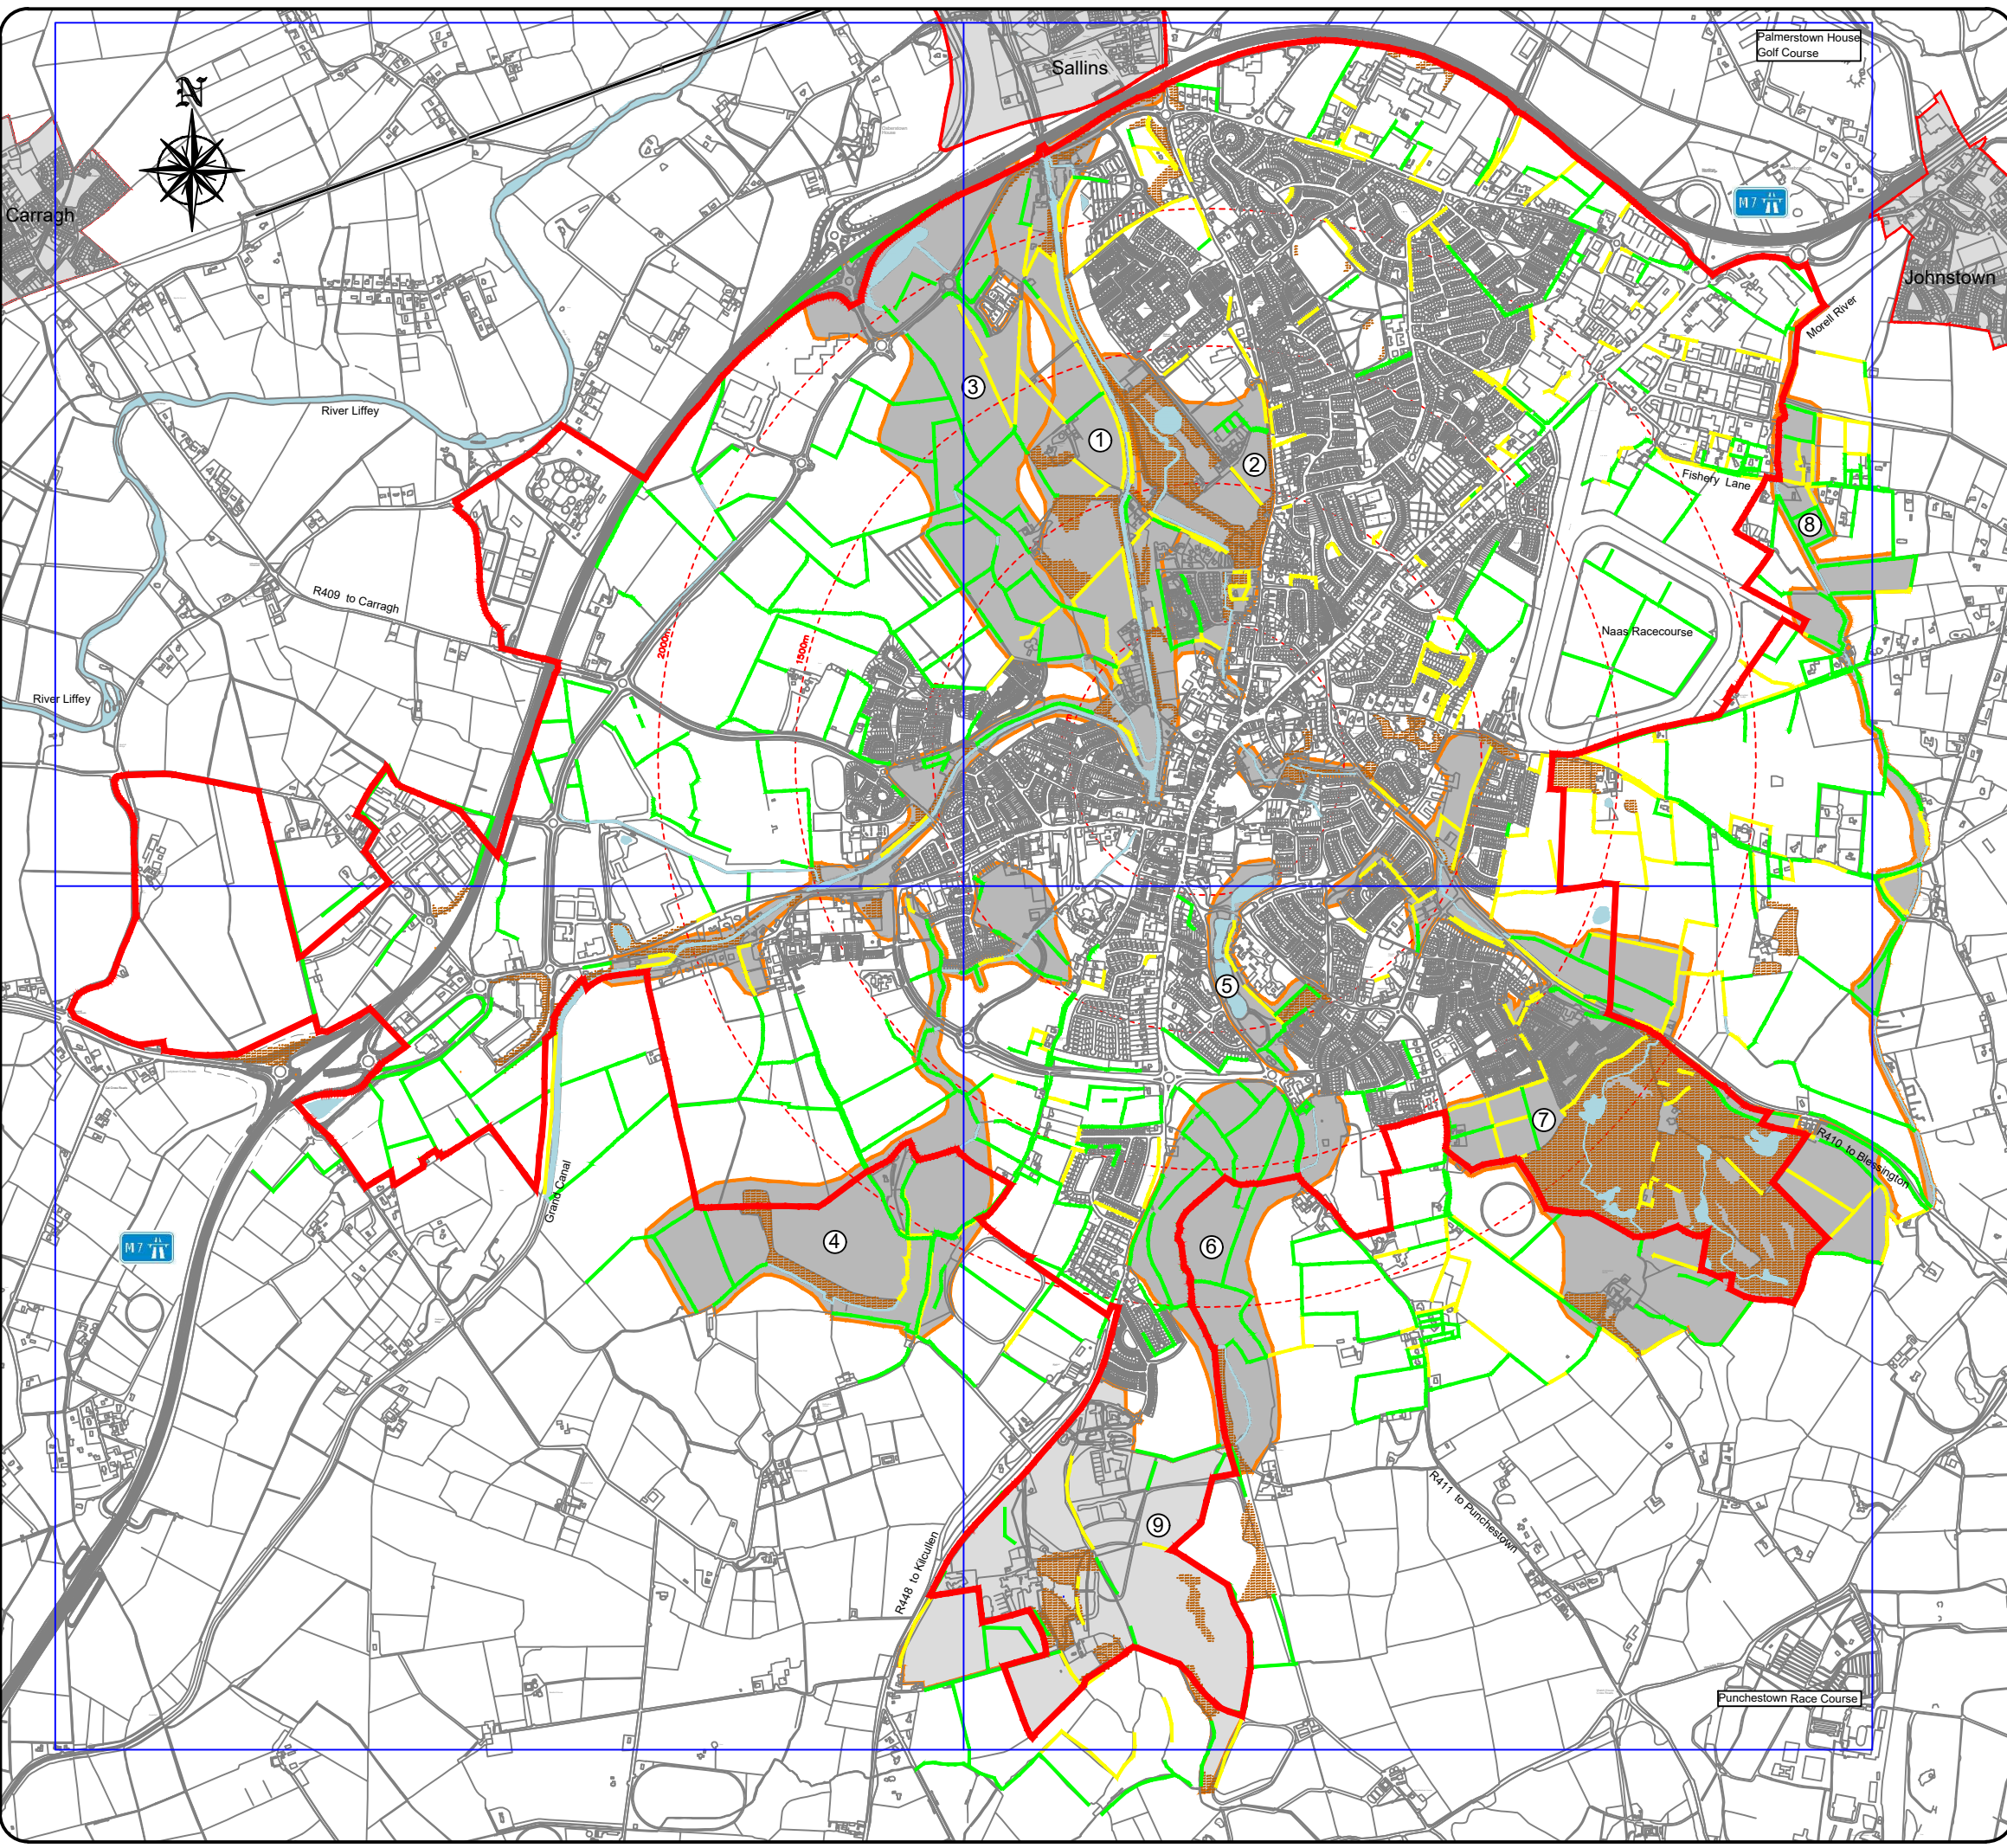 Palmerstown House
Golf Course
Sallins
N
Carragh
M7
Johnstown
Morell River
River Liffey
3
1
2
Fishery Lane
8
R409 to Carragh
2000m
1500m
Naas Racecourse
River Liffey
5
7
R410 to Blessington
Grand Canal
M7
4
6
R411 to Punchestown
9
R448 to Kilcullen
Punchestown Race Course